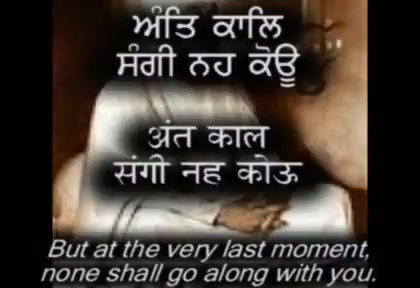 ਅੰਤਿ ਕਾਲਿ
ਸੰਗੀ ਨਹ ਕੋਊ
अंत काल
संगी नह कोऊ
But at the very last moment,
none shall go along with you.